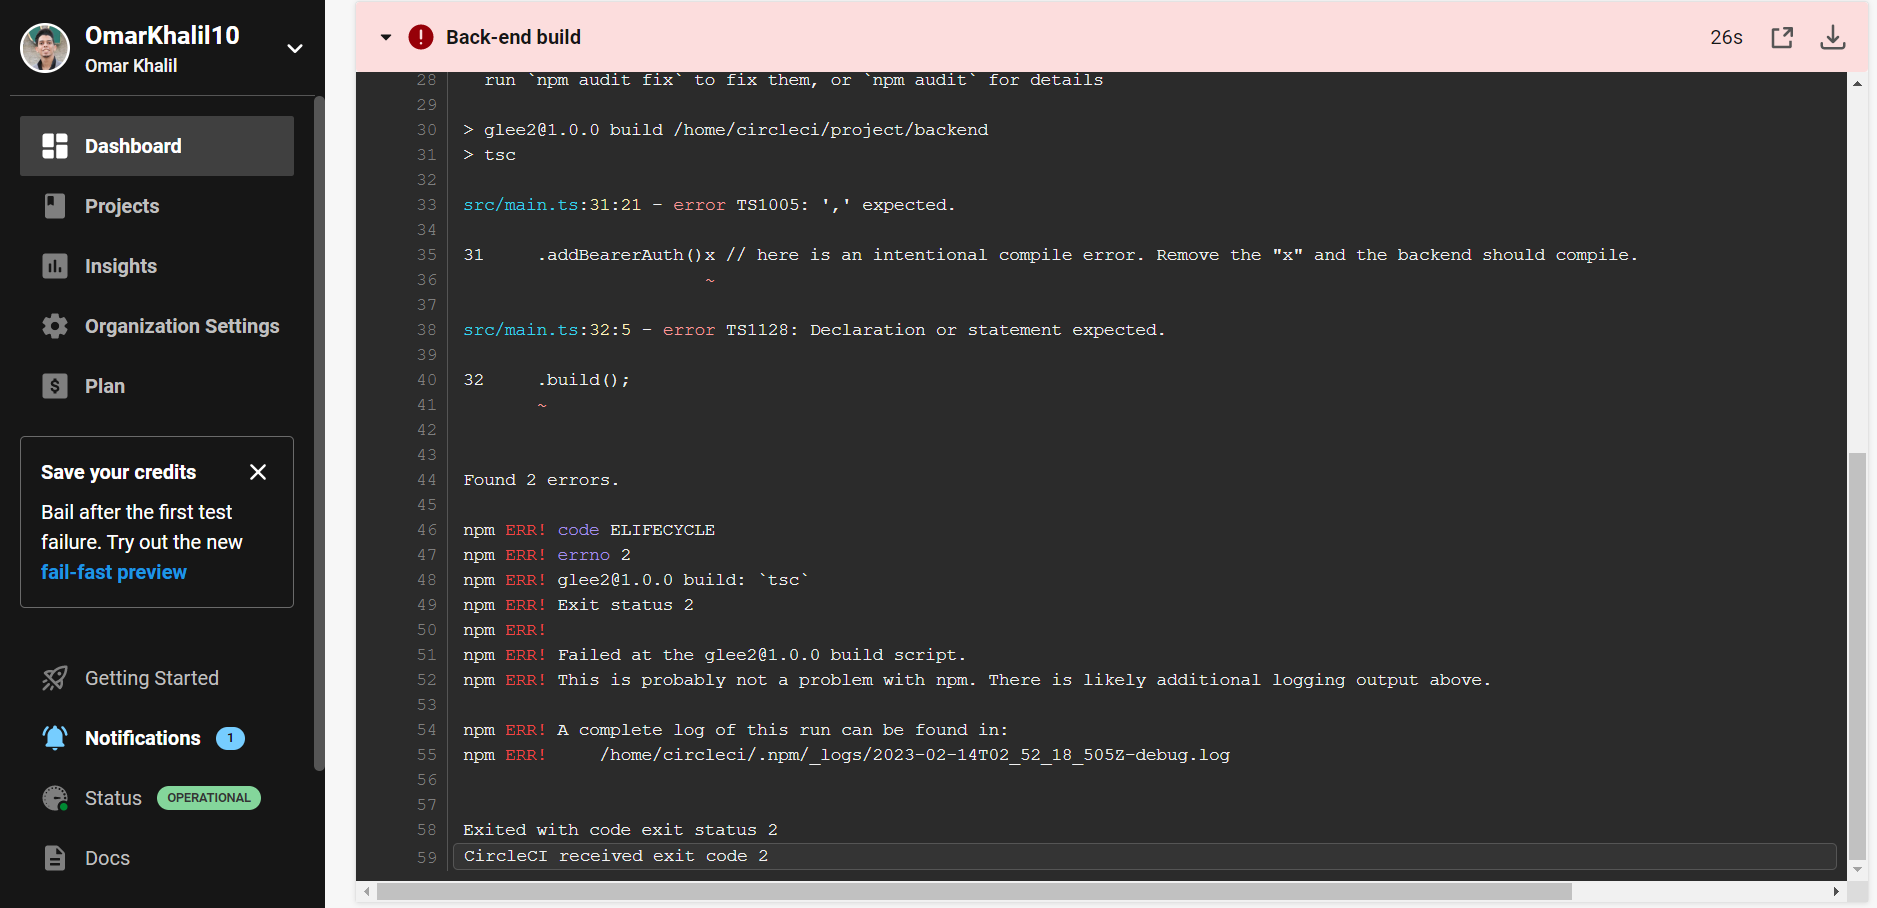 OmarKhalil10
Omar Khalil
Dashboard
Projects
Insights
Organization Settings
Plan
Save your credits
Bail after the first test
failure. Try out the new
fail-fast preview
Getting Started
Notifications 1
Status OPERATIONAL
Docs
Back-end build 26s
28 run `npm audit fix` to fix them, or `npm audit` for details
29
30 > glee2@1.0.0 build /home/circleci/project/backend
31 > tsc
32
33 src/main.ts:31:21 - error TS1005: ',' expected.
34
35 31     .addBearerAuth()x // here is an intentional compile error. Remove the "x" and the backend should compile.
36                        ~
37
38 src/main.ts:32:5 - error TS1128: Declaration or statement expected.
39
40 32     .build();
41        ~
42
43
44 Found 2 errors.
45
46 npm ERR! code ELIFECYCLE
47 npm ERR! errno 2
48 npm ERR! glee2@1.0.0 build: `tsc`
49 npm ERR! Exit status 2
50 npm ERR!
51 npm ERR! Failed at the glee2@1.0.0 build script.
52 npm ERR! This is probably not a problem with npm. There is likely additional logging output above.
53
54 npm ERR! A complete log of this run can be found in:
55 npm ERR!     /home/circleci/.npm/_logs/2023-02-14T02_52_18_505Z-debug.log
56
57
58 Exited with code exit status 2
59 CircleCI received exit code 2